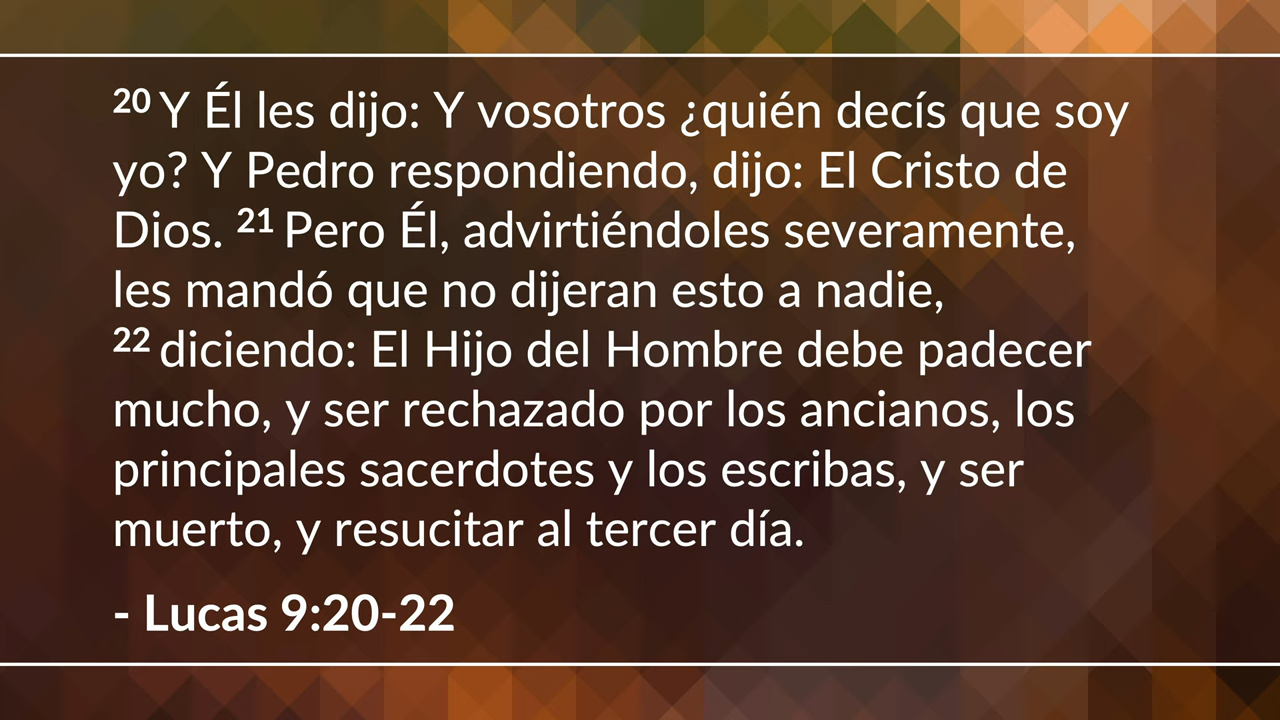 20 Y Él les dijo: Y vosotros ¿quién decís que soy
yo? Y Pedro respondiendo, dijo: El Cristo de
Dios. 21 Pero Él, advirtiéndoles severamente,
les mandó que no dijeran esto a nadie,
22 diciendo: El Hijo del Hombre debe padecer
mucho, y ser rechazado por los ancianos, los
principales sacerdotes y los escribas, y ser
muerto, y resucitar al tercer día.
- Lucas 9:20-22